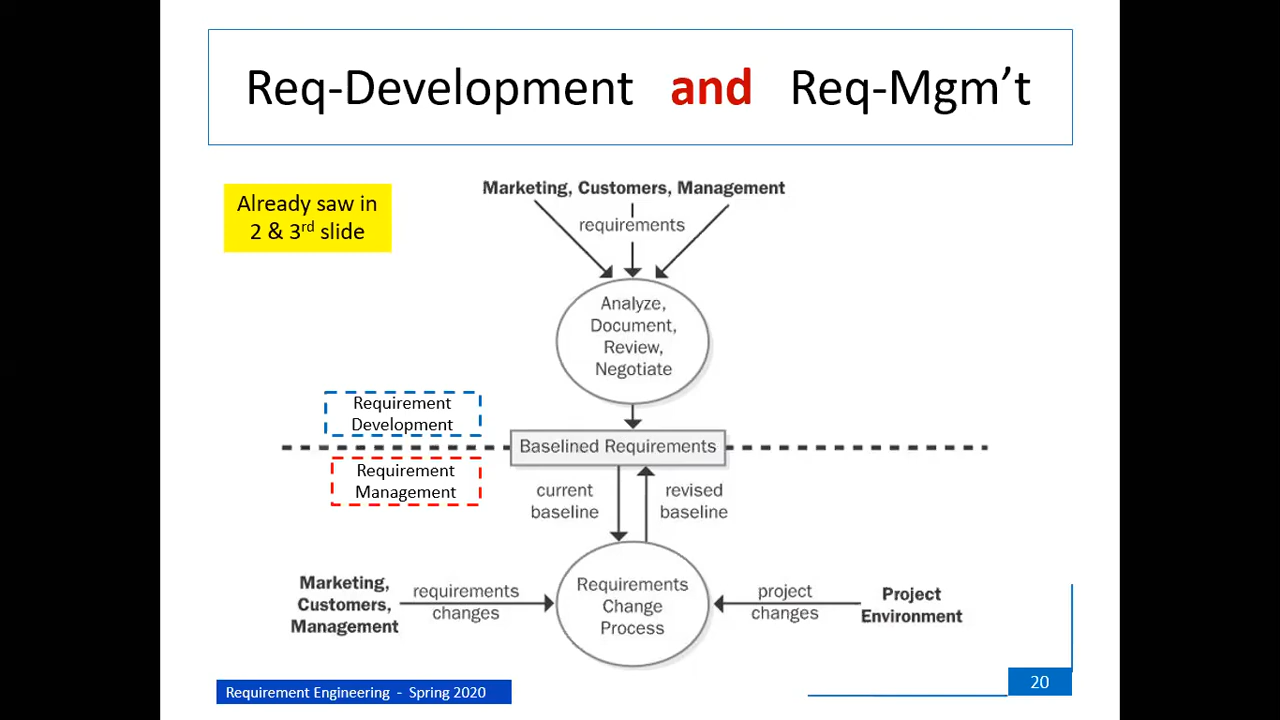 Req-Development and Req-Mgm’t
Already saw in
2 & 3rd slide
Marketing, Customers, Management
requirements
Analyze,
Document,
Review,
Negotiate
Requirement
Development
Baselined Requirements
Requirement
Management
current
baseline
revised
baseline
Marketing,
Customers,
Management
requirements
changes
Requirements
Change
Process
project
changes
Project
Environment
Requirement Engineering - Spring 2020
20